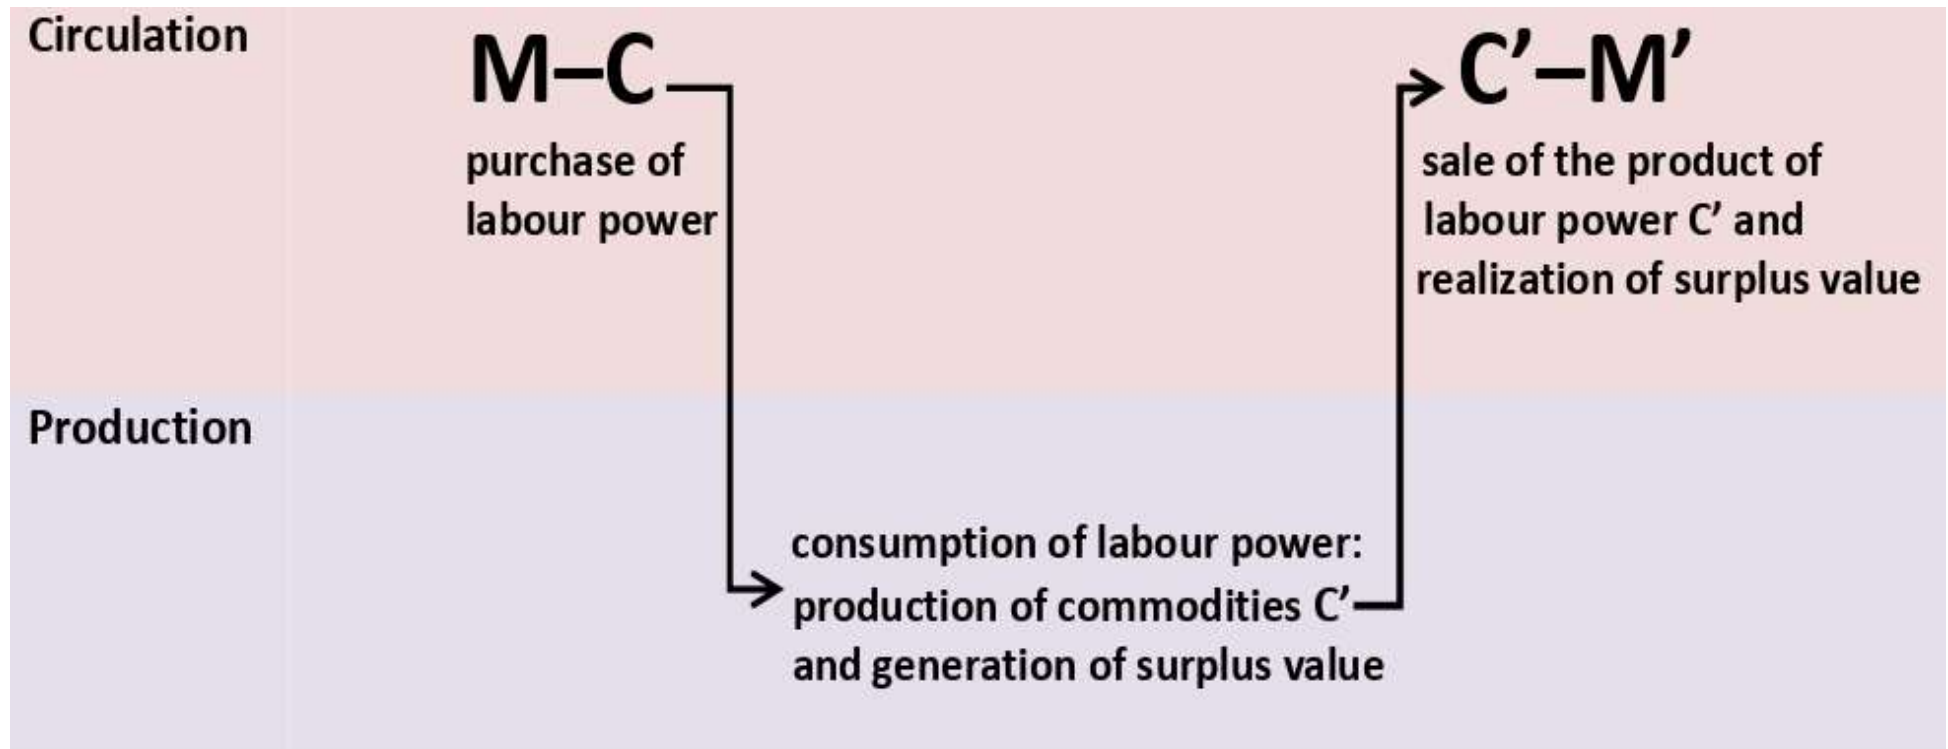 Circulation
M–C
C’–M’
purchase of
labour power
sale of the product of
labour power C’ and
realization of surplus value
Production
consumption of labour power:
production of commodities C’
and generation of surplus value